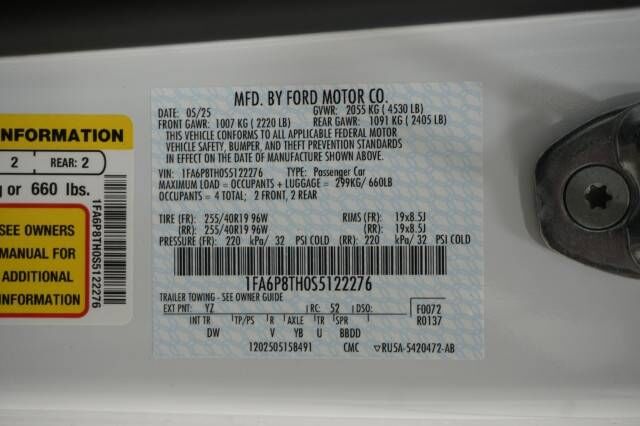 NFORMATION
2 REAR: 2
g or 660 lbs.
SEE OWNERS
MANUAL FOR
ADDITIONAL
INFORMATION
1FA6P8TH0S5122276
MFD. BY FORD MOTOR CO.
DATE: 05/25 GVWR: 2055 KG ( 4530 LB)
FRONT GAWR: 1007 KG ( 2220 LB) REAR GAWR: 1091 KG ( 2405 LB)
THIS VEHICLE CONFORMS TO ALL APPLICABLE FEDERAL MOTOR
VEHICLE SAFETY, BUMPER, AND THEFT PREVENTION STANDARDS
IN EFFECT ON THE DATE OF MANUFACTURE SHOWN ABOVE.
VIN: 1FA6P8TH0S5122276 TYPE: Passenger Car
MAXIMUM LOAD = OCCUPANTS + LUGGAGE = 299KG/ 660LB
OCCUPANTS = 4 TOTAL; 2 FRONT, 2 REAR
TIRE (FR): 255/40R19 96W RIMS (FR): 19x8.5J
TIRE (RR): 255/40R19 96W RIMS (RR): 19x8.5J
PRESSURE (FR): 220 kPa/ 32 PSI COLD (RR): 220 kPa/ 32 PSI COLD
1FA6P8TH0S5122276
TRAILER TOWING - SEE OWNER GUIDE
EXT PNT: YZ RC: 52 DSO: F0072
INT TR TP/PS R AXLE TR SPR R0137
DW V YB U BBDD
120250515B491 CMC ▽RU5A-5420472-AB